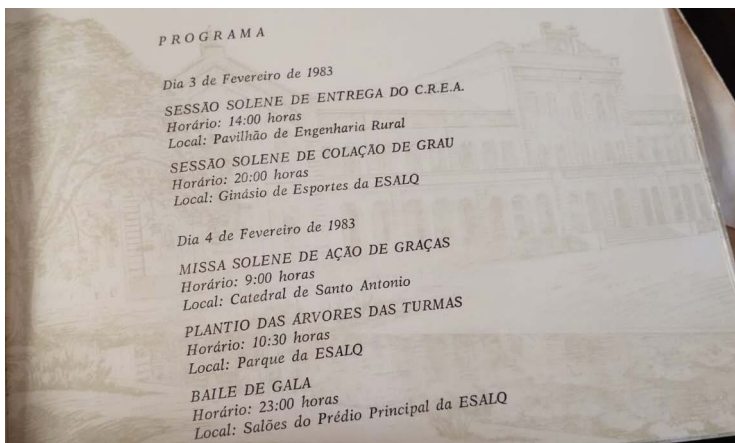 PROGRAMA
Dia 3 de Fevereiro de 1983
SESSÃO SOLENE DE ENTREGA DO C.R.E.A.
Horário: 14:00 horas
Local: Pavilhão de Engenharia Rural
SESSÃO SOLENE DE COLAÇÃO DE GRAU
Horário: 20:00 horas
Local: Ginásio de Esportes da ESALQ
Dia 4 de Fevereiro de 1983
MISSA SOLENE DE AÇÃO DE GRAÇAS
Horário: 9:00 horas
Local: Catedral de Santo Antonio
PLANTIO DAS ÁRVORES DAS TURMAS
Horário: 10:30 horas
Local: Parque da ESALQ
BAILE DE GALA
Horário: 23:00 horas
Local: Salões do Prédio Principal da ESALQ